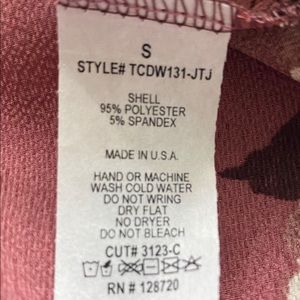 S
STYLE# TCDW131-JTJ
SHELL
95% POLYESTER
5% SPANDEX
MADE IN U.S.A.
HAND OR MACHINE
WASH COLD WATER
DO NOT WRING
DRY FLAT
NO DRYER
DO NOT BLEACH
CUT# 3123-C
RN # 128720